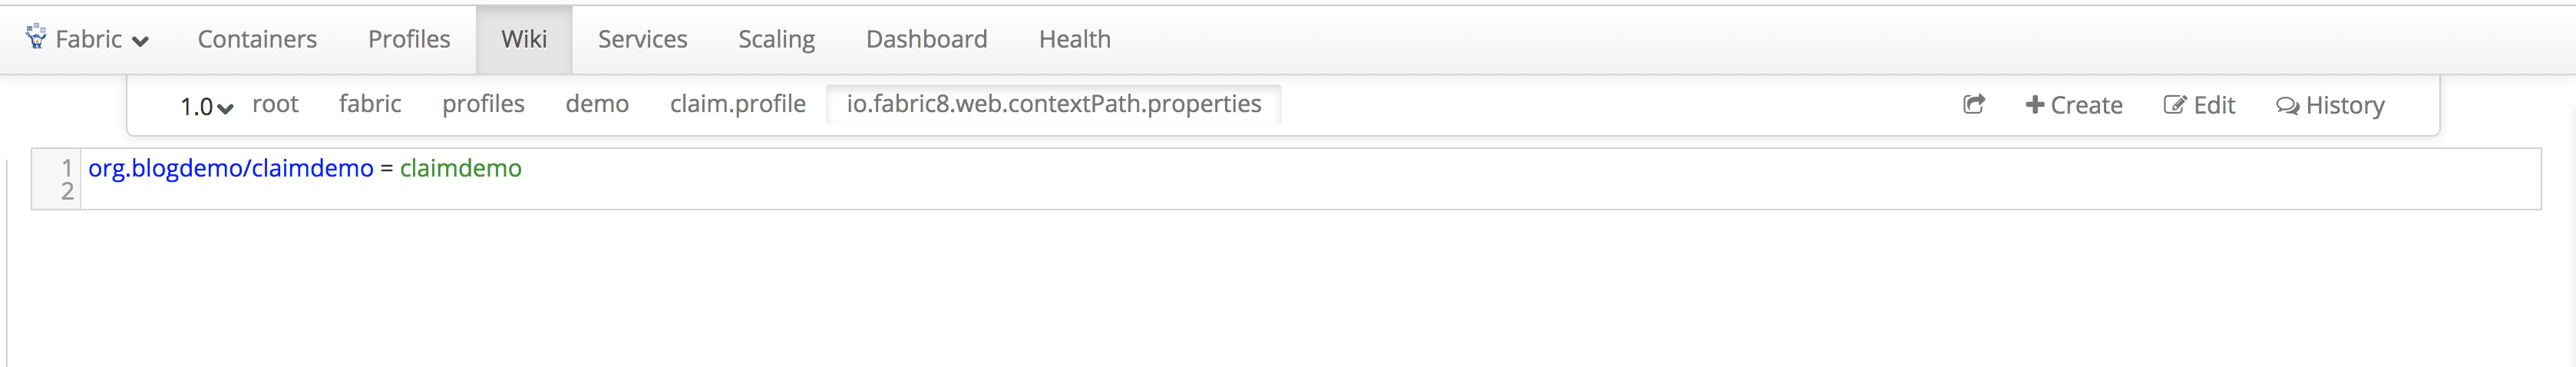 Fabric Containers Profiles Wiki Services Scaling Dashboard Health
1.0 root fabric profiles demo claim.profile io.fabric8.web.contextPath.properties Create Edit History
1 org.blogdemo/claimdemo = claimdemo
2